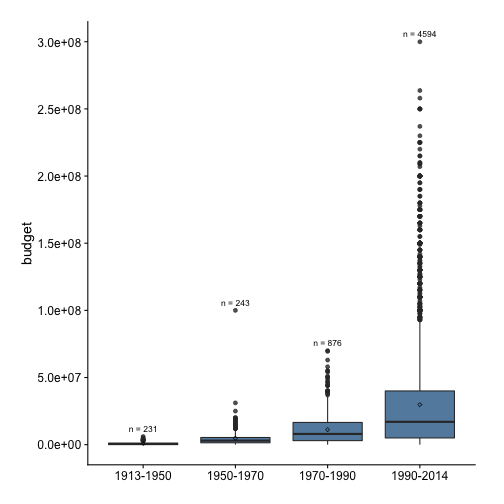 n = 4594
3.0e+08
2.5e+08
2.0e+08
1.5e+08
n = 243
1.0e+08
n = 876
5.0e+07
n = 231
0.0e+00
budget
1913-1950 1950-1970 1970-1990 1990-2014